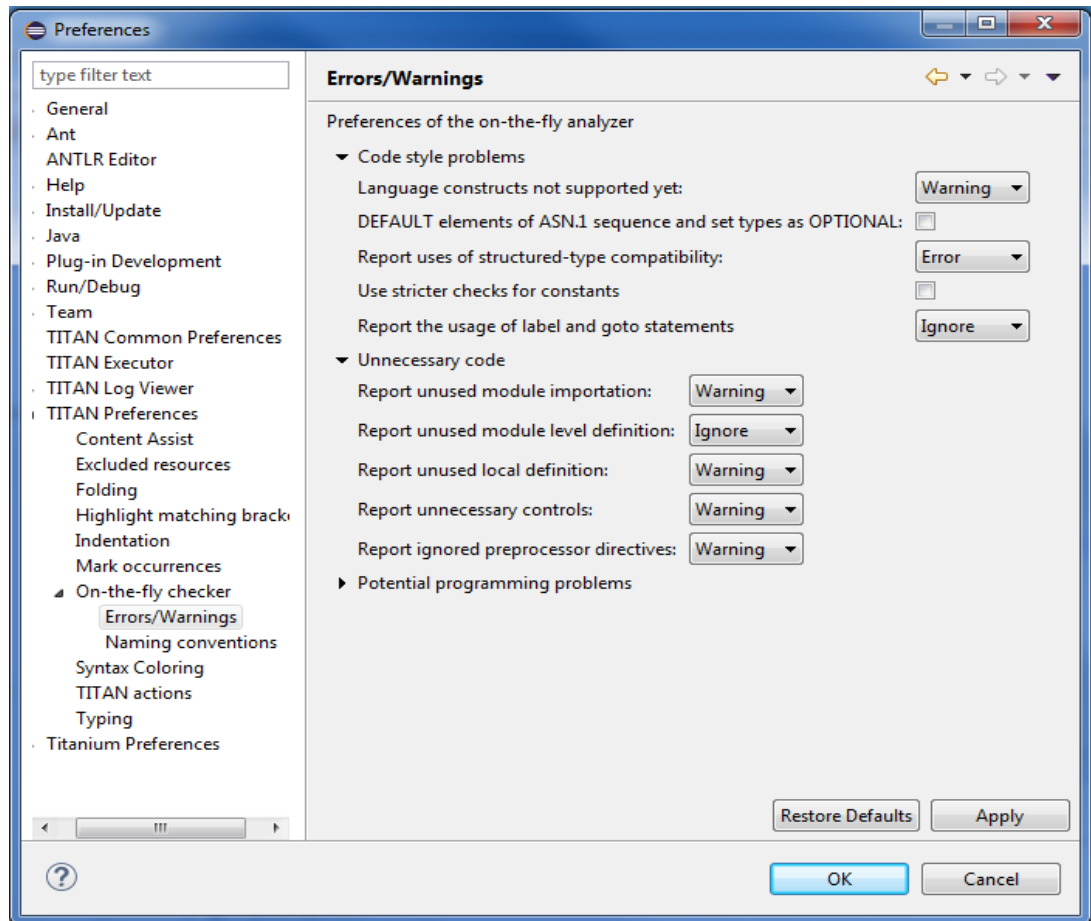 Preferences
type filter text
General
Ant
ANTLR Editor
Help
Install/Update
Java
Plug-in Development
Run/Debug
Team
TITAN Common Preferences
TITAN Executor
TITAN Log Viewer
TITAN Preferences
Content Assist
Excluded resources
Folding
Highlight matching bracke
Indentation
Mark occurrences
On-the-fly checker
Errors/Warnings
Naming conventions
Syntax Coloring
TITAN actions
Typing
Titanium Preferences
Errors/Warnings
Preferences of the on-the-fly analyzer
Code style problems
Language constructs not supported yet: Warning
DEFAULT elements of ASN.1 sequence and set types as OPTIONAL:
Report uses of structured-type compatibility: Error
Use stricter checks for constants
Report the usage of label and goto statements Ignore
Unnecessary code
Report unused module importation: Warning
Report unused module level definition: Ignore
Report unused local definition: Warning
Report unnecessary controls: Warning
Report ignored preprocessor directives: Warning
Potential programming problems
Restore Defaults Apply
OK Cancel